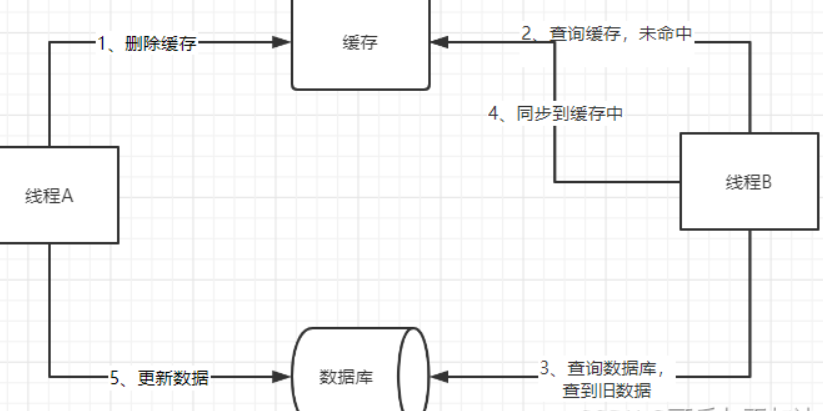 1、删除缓存
缓存
2、查询缓存，未命中
4、同步到缓存中
线程A
线程B
5、更新数据
数据库
3、查询数据库，
查到旧数据